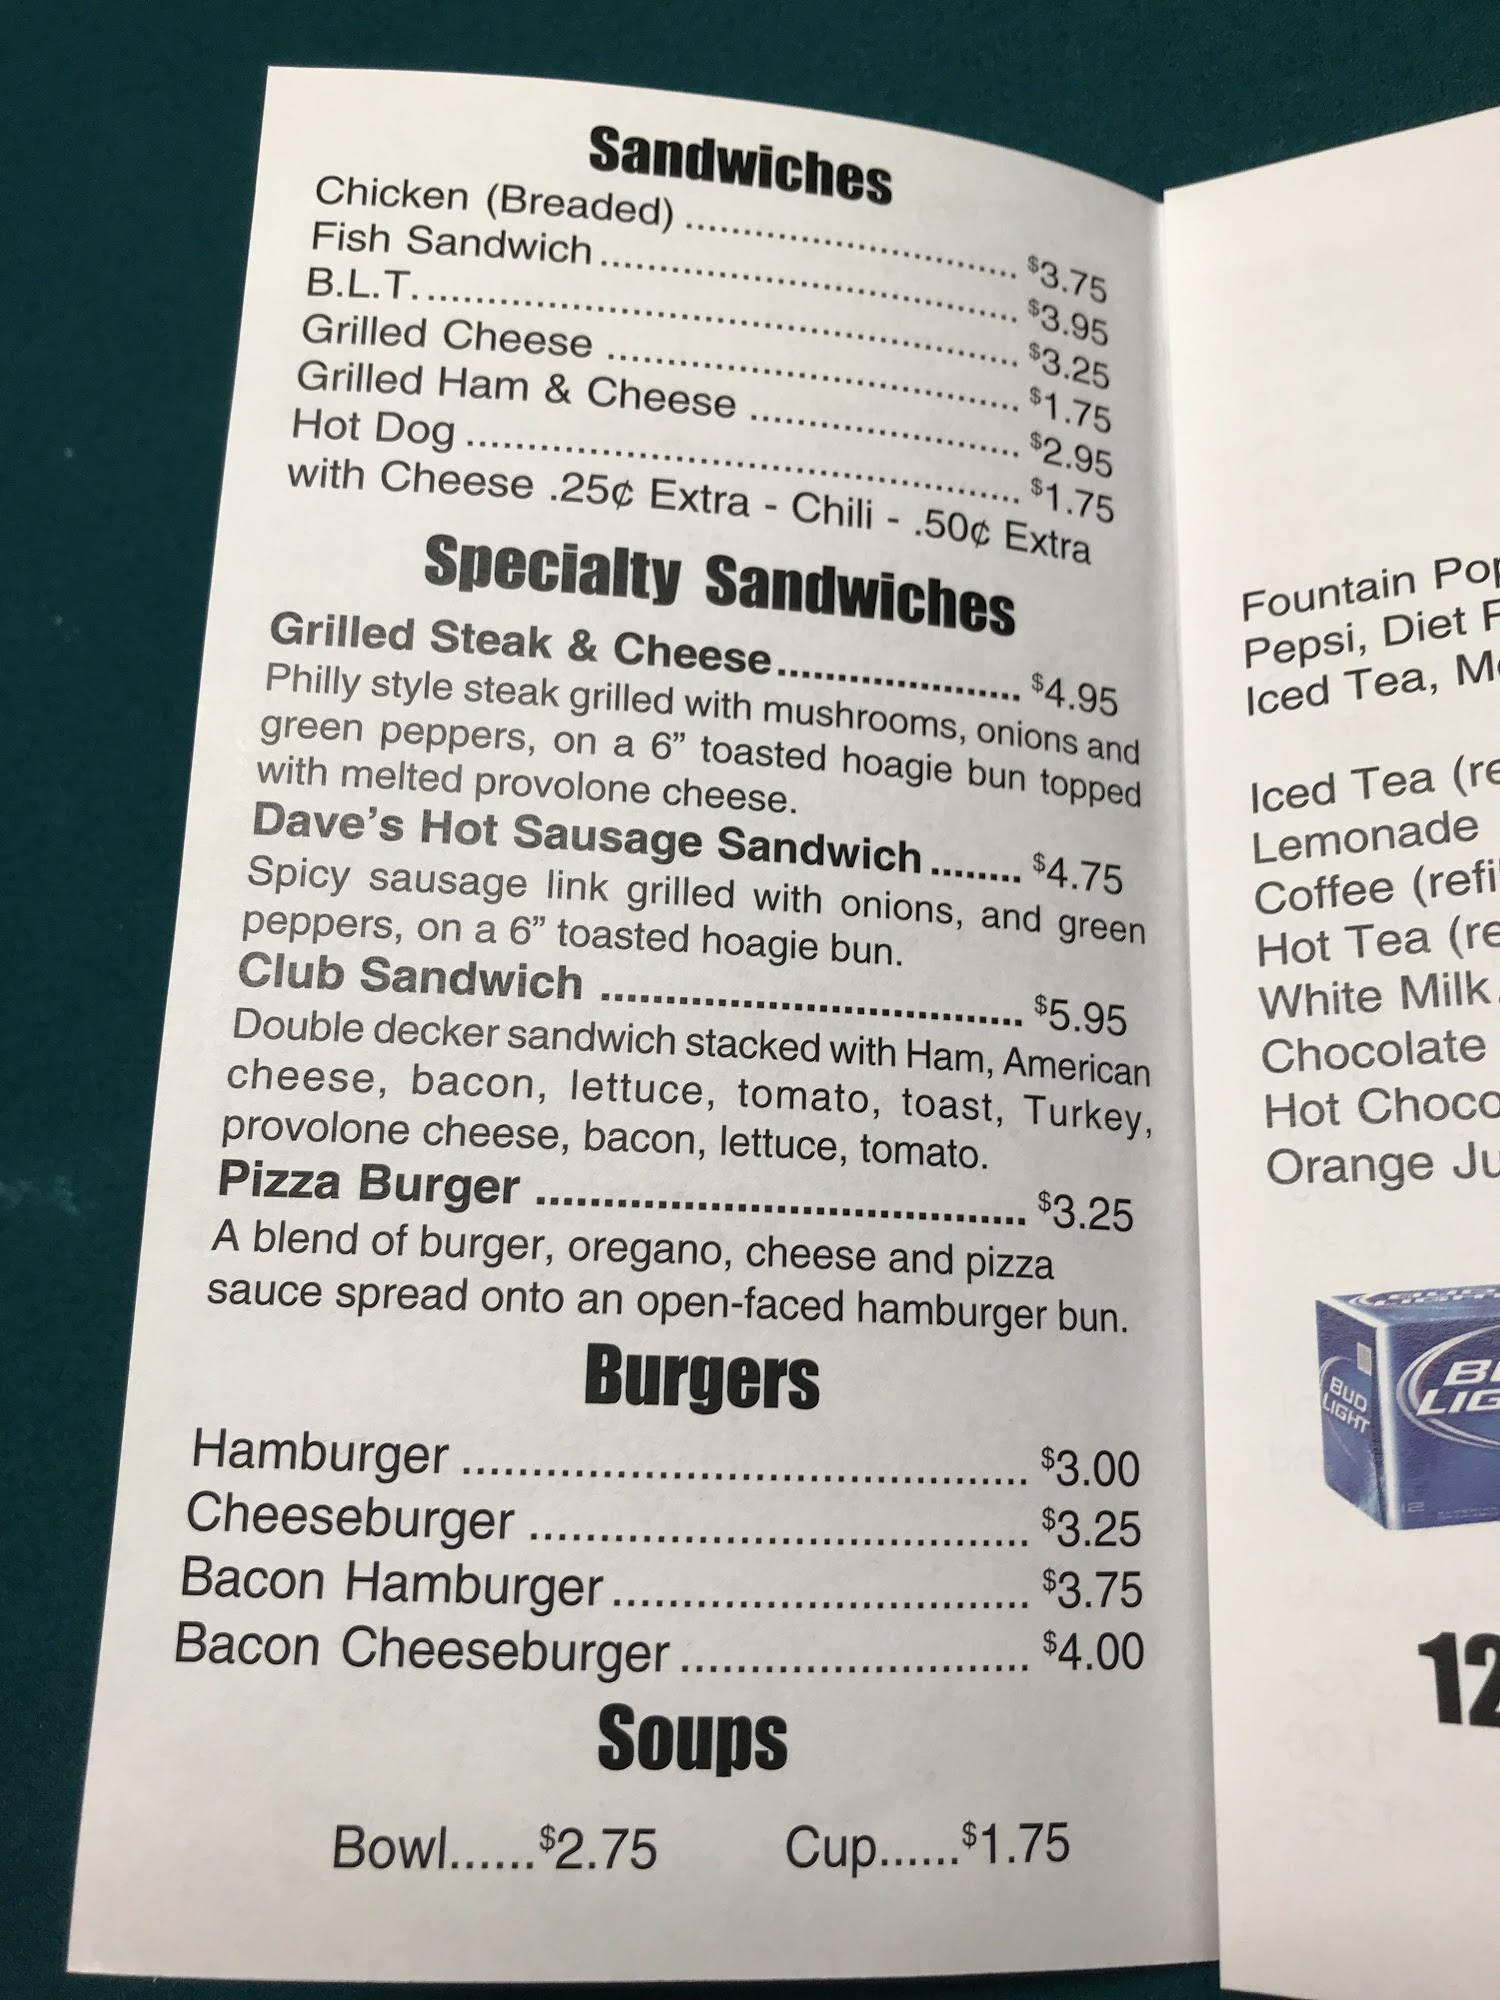 Sandwiches
Chicken (Breaded) ............................ $3.75
Fish Sandwich ................................... $3.95
B.L.T. ................................................. $3.25
Grilled Cheese ................................... $1.75
Grilled Ham & Cheese ...................... $2.95
Hot Dog .............................................. $1.75
with Cheese .25¢ Extra - Chili - .50¢ Extra
Specialty Sandwiches
Grilled Steak & Cheese .................... $4.95
Philly style steak grilled with mushrooms, onions and
green peppers, on a 6” toasted hoagie bun topped
with melted provolone cheese.
Dave’s Hot Sausage Sandwich ........ $4.75
Spicy sausage link grilled with onions, and green
peppers, on a 6” toasted hoagie bun.
Club Sandwich ................................. $5.95
Double decker sandwich stacked with Ham, American
cheese, bacon, lettuce, tomato, toast, Turkey,
provolone cheese, bacon, lettuce, tomato.
Pizza Burger ..................................... $3.25
A blend of burger, oregano, cheese and pizza
sauce spread onto an open-faced hamburger bun.
Burgers
Hamburger ........................................ $3.00
Cheeseburger ................................... $3.25
Bacon Hamburger ............................. $3.75
Bacon Cheeseburger ......................... $4.00
Soups
Bowl......$2.75 Cup......$1.75
Fountain
Pepsi, Diet
Iced Tea,
Iced Tea
Lemonade
Coffee
Hot Tea
White Milk
Chocolate
Hot
Orange
BUD
LIGHT
12